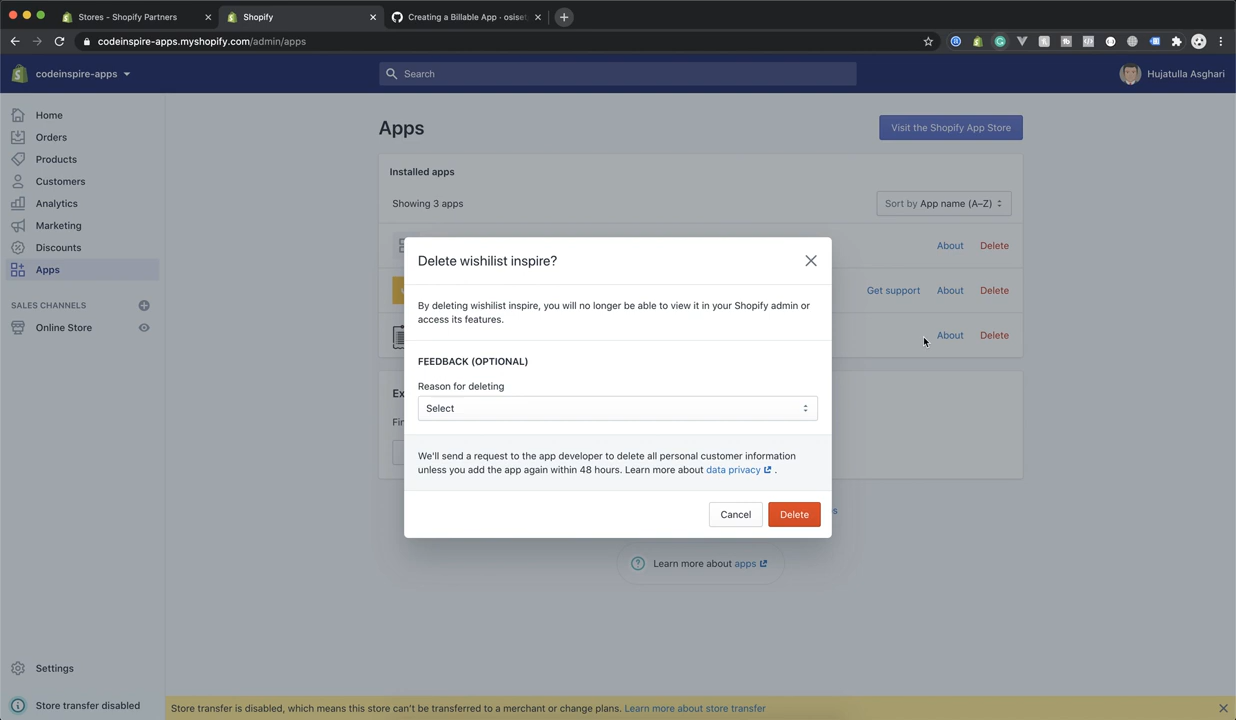 Stores - Shopify Partners
Shopify
Creating a Billable App · osiset
codeinspire-apps.myshopify.com/admin/apps
codeinspire-apps
Search
Hujatulla Asghari
Home
Orders
Products
Customers
Analytics
Marketing
Discounts
Apps
SALES CHANNELS
Online Store
Settings
Store transfer disabled
Apps
Visit the Shopify App Store
Installed apps
Showing 3 apps
Sort by App name (A–Z)
About Delete
Get support About Delete
About Delete
Delete wishilist inspire?
By deleting wishilist inspire, you will no longer be able to view it in your Shopify admin or
access its features.
FEEDBACK (OPTIONAL)
Reason for deleting
Select
We'll send a request to the app developer to delete all personal customer information
unless you add the app again within 48 hours. Learn more about data privacy .
Cancel Delete
Learn more about apps
Store transfer is disabled, which means this store can't be transferred to a merchant or change plans. Learn more about store transfer